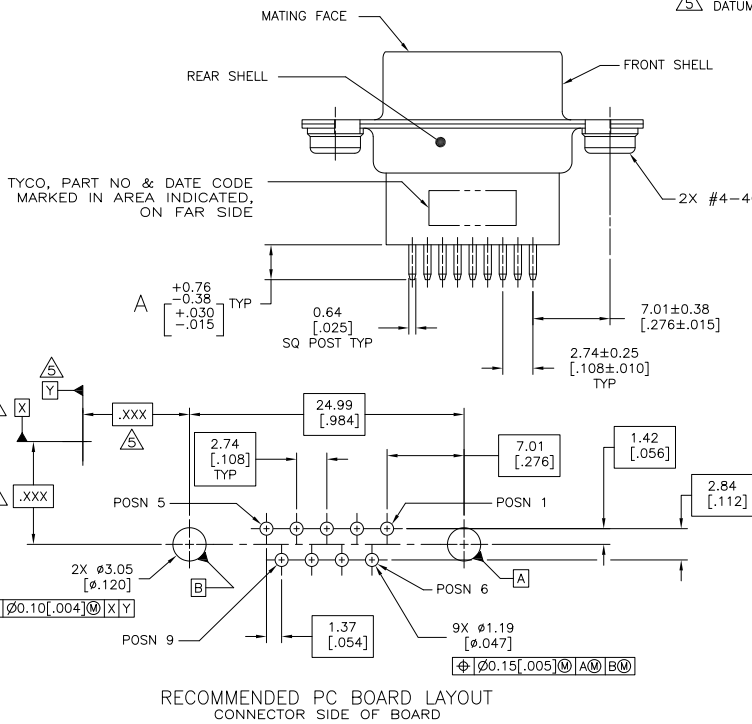 5 DATUM
MATING FACE
FRONT SHELL
REAR SHELL
TYCO, PART NO & DATE CODE
MARKED IN AREA INDICATED,
ON FAR SIDE
2X #4-4
A +0.76 -0.38 [+.030 -.015] TYP
0.64
[.025]
SQ POST TYP
7.01±0.38
[.276±.015]
2.74±0.25
[.108±.010]
TYP
5
Y
X
.XXX
5
24.99
[.984]
2.74
[.108]
TYP
7.01
[.276]
1.42
[.056]
2.84
[.112]
.XXX
POSN 5
POSN 1
2X ø3.05
[ø.120]
B
A
POSN 6
Ø0.10[.004]Ⓜ X Y
POSN 9
1.37
[.054]
9X ø1.19
[ø.047]
⌖ Ø0.15[.005]Ⓜ AⓂ BⓂ
RECOMMENDED PC BOARD LAYOUT
CONNECTOR SIDE OF BOARD